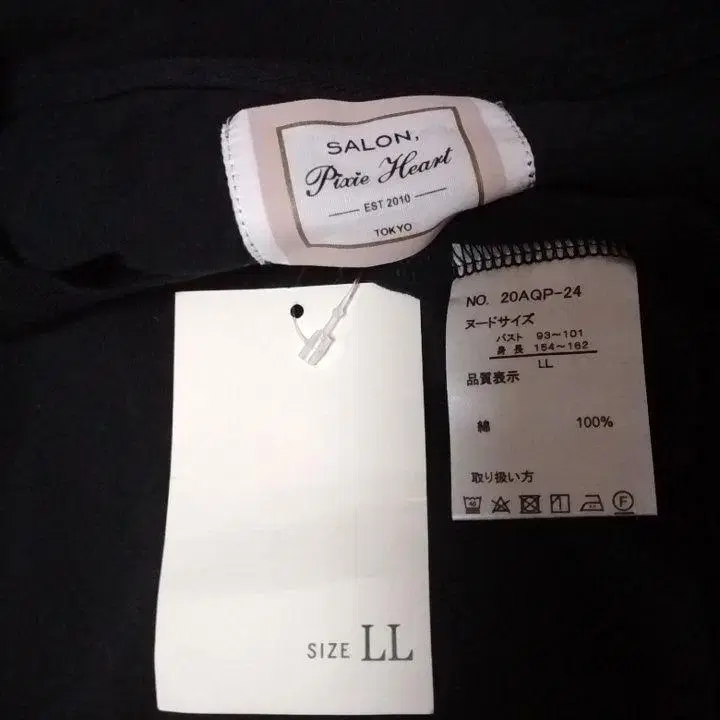 SALON,
Pixie Heart
EST 2010
TOKYO
NO. 20AQP-24
ヌードサイズ
バスト 93～101
身長 154～162
LL
品質表示
綿 100%
取り扱い方
40
F
SIZE LL